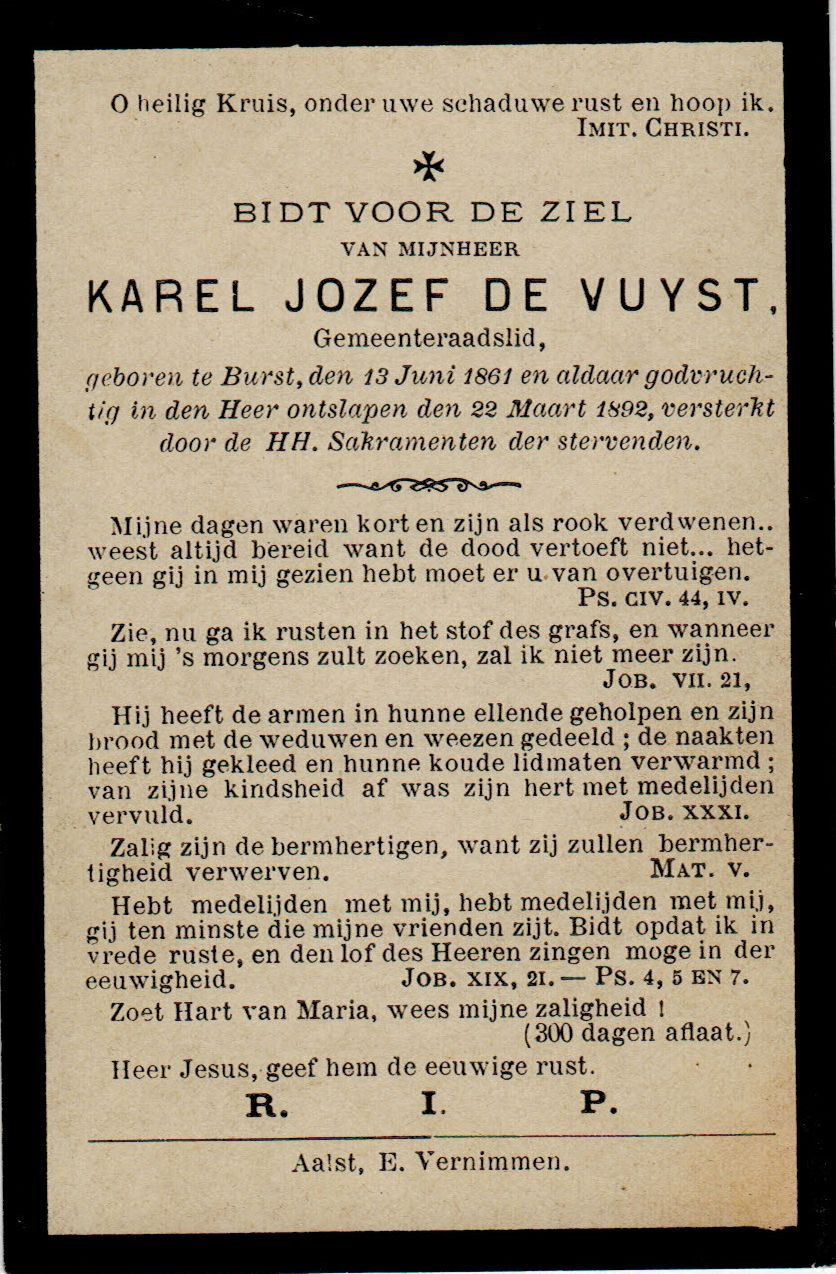 O heilig Kruis, onder uwe schaduwe rust en hoop ik.
IMIT. CHRISTI.
✠
BIDT VOOR DE ZIEL
VAN MIJNHEER
KAREL JOZEF DE VUYST,
Gemeenteraadslid,
geboren te Burst, den 13 Juni 1861 en aldaar godvruch-
tig in den Heer ontslapen den 22 Maart 1892, versterkt
door de HH. Sakramenten der stervenden.
Mijne dagen waren kort en zijn als rook verdwenen..
weest altijd bereid want de dood vertoeft niet... het-
geen gij in mij gezien hebt moet er u van overtuigen.
PS. CIV. 44, IV.
Zie, nu ga ik rusten in het stof des grafs, en wanneer
gij mij 's morgens zult zoeken, zal ik niet meer zijn.
JOB. VII. 21,
Hij heeft de armen in hunne ellende geholpen en zijn
brood met de weduwen en weezen gedeeld ; de naakten
heeft hij gekleed en hunne koude lidmaten verwarmd ;
van zijne kindsheid af was zijn hert met medelijden
vervuld. JOB. XXXI.
Zalig zijn de bermhertigen, want zij zullen bermher-
tigheid verwerven. MAT. V.
Hebt medelijden met mij, hebt medelijden met mij,
gij ten minste die mijne vrienden zijt. Bidt opdat ik in
vrede ruste, en den lof des Heeren zingen moge in der
eeuwigheid. JOB. XIX, 21. — PS. 4, 5 EN 7.
Zoet Hart van Maria, wees mijne zaligheid !
(300 dagen aflaat.)
Heer Jesus, geef hem de eeuwige rust.
R. I. P.
Aalst, E. Vernimmen.